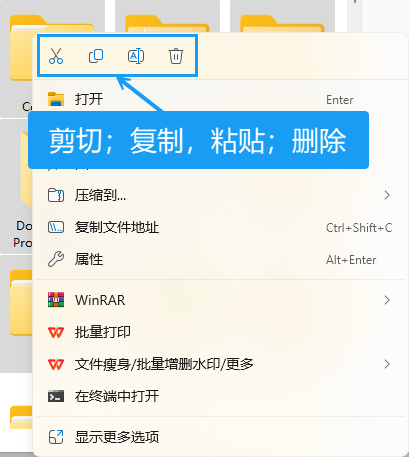 打开 Enter
剪切；复制，粘贴；删除
压缩到...
Do
复制文件地址 Ctrl+Shift+C
Pro
属性 Alt+Enter
WinRAR
批量打印
文件瘦身/批量增删水印/更多
在终端中打开
显示更多选项